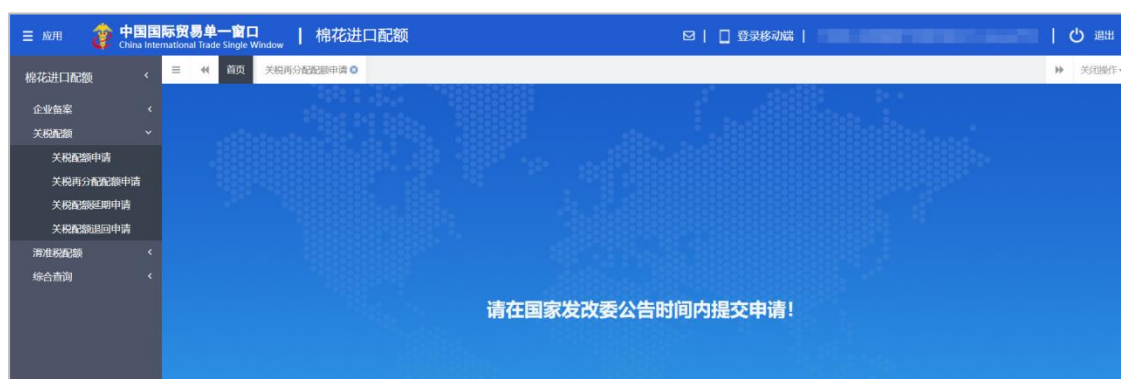 应用
中国国际贸易单一窗口
China International Trade Single Window
棉花进口配额
登录移动端
退出
棉花进口配额
首页
关税再分配配额申请
关闭操作
企业备案
关税配额
关税配额申请
关税再分配配额申请
关税配额延期申请
关税配额退回申请
滑准税配额
综合查询
请在国家发改委公告时间内提交申请！